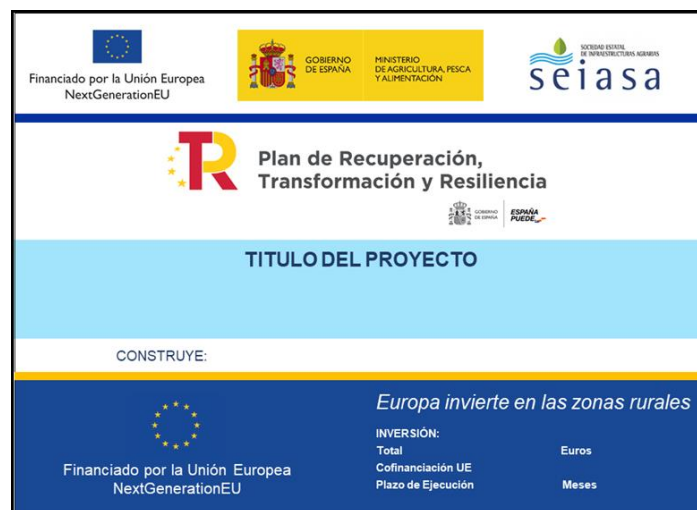 Financiado por la Unión Europea
NextGenerationEU
GOBIERNO
DE ESPAÑA
MINISTERIO
DE AGRICULTURA, PESCA
Y ALIMENTACIÓN
SOCIEDAD ESTATAL
DE INFRAESTRUCTURAS AGRARIAS
seiasa
Plan de Recuperación,
Transformación y Resiliencia
GOBIERNO
DE ESPAÑA
ESPAÑA
PUEDE
TITULO DEL PROYECTO
CONSTRUYE:
Financiado por la Unión Europea
NextGenerationEU
Europa invierte en las zonas rurales
INVERSIÓN:
Total Euros
Cofinanciación UE
Plazo de Ejecución Meses